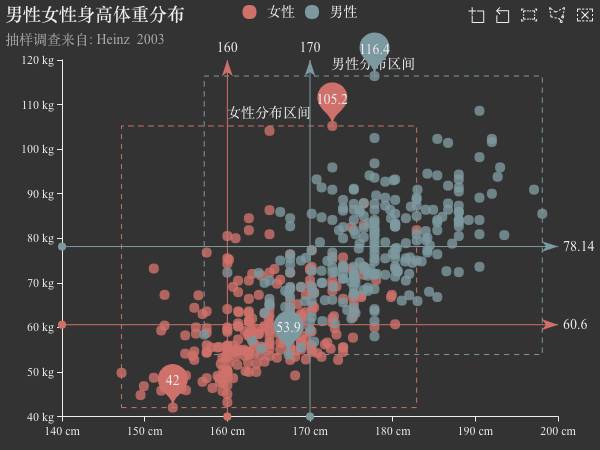 男性女性身高体重分布
女性 男性
抽样调查来自: Heinz 2003
160 170
116.4
男性分布区间
105.2
女性分布区间
120 kg
110 kg
100 kg
90 kg
80 kg
78.14
70 kg
60 kg
60.6
53.9
50 kg
42
40 kg
140 cm 150 cm 160 cm 170 cm 180 cm 190 cm 200 cm